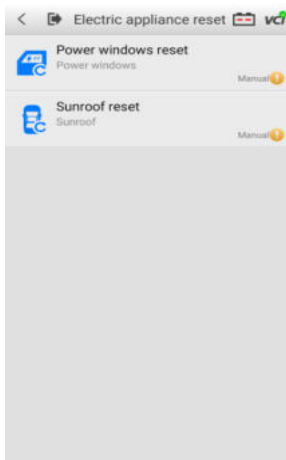 Electric appliance reset vci
Power windows reset
Power windows
Manual
Sunroof reset
Sunroof
Manual